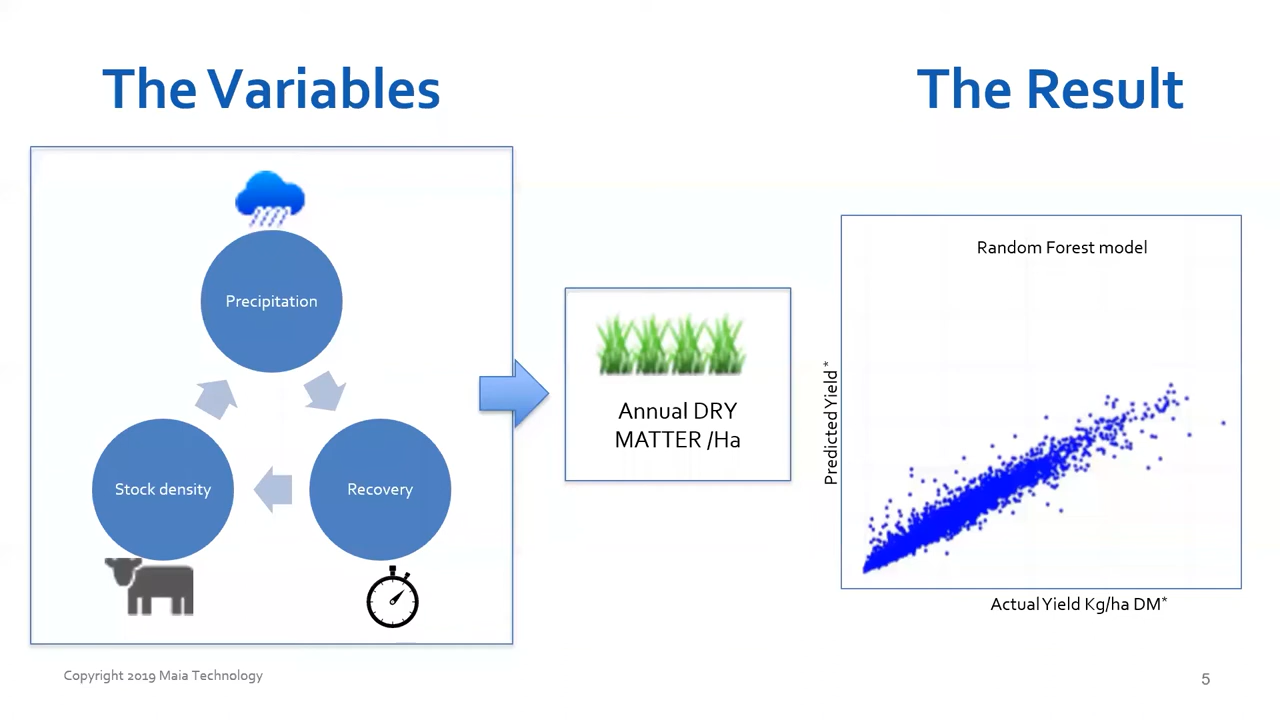 The Variables
The Result
Precipitation
Stock density
Recovery
Annual DRY
MATTER /Ha
Random Forest model
Predicted Yield*
Actual Yield Kg/ha DM*
Copyright 2019 Maia Technology
5